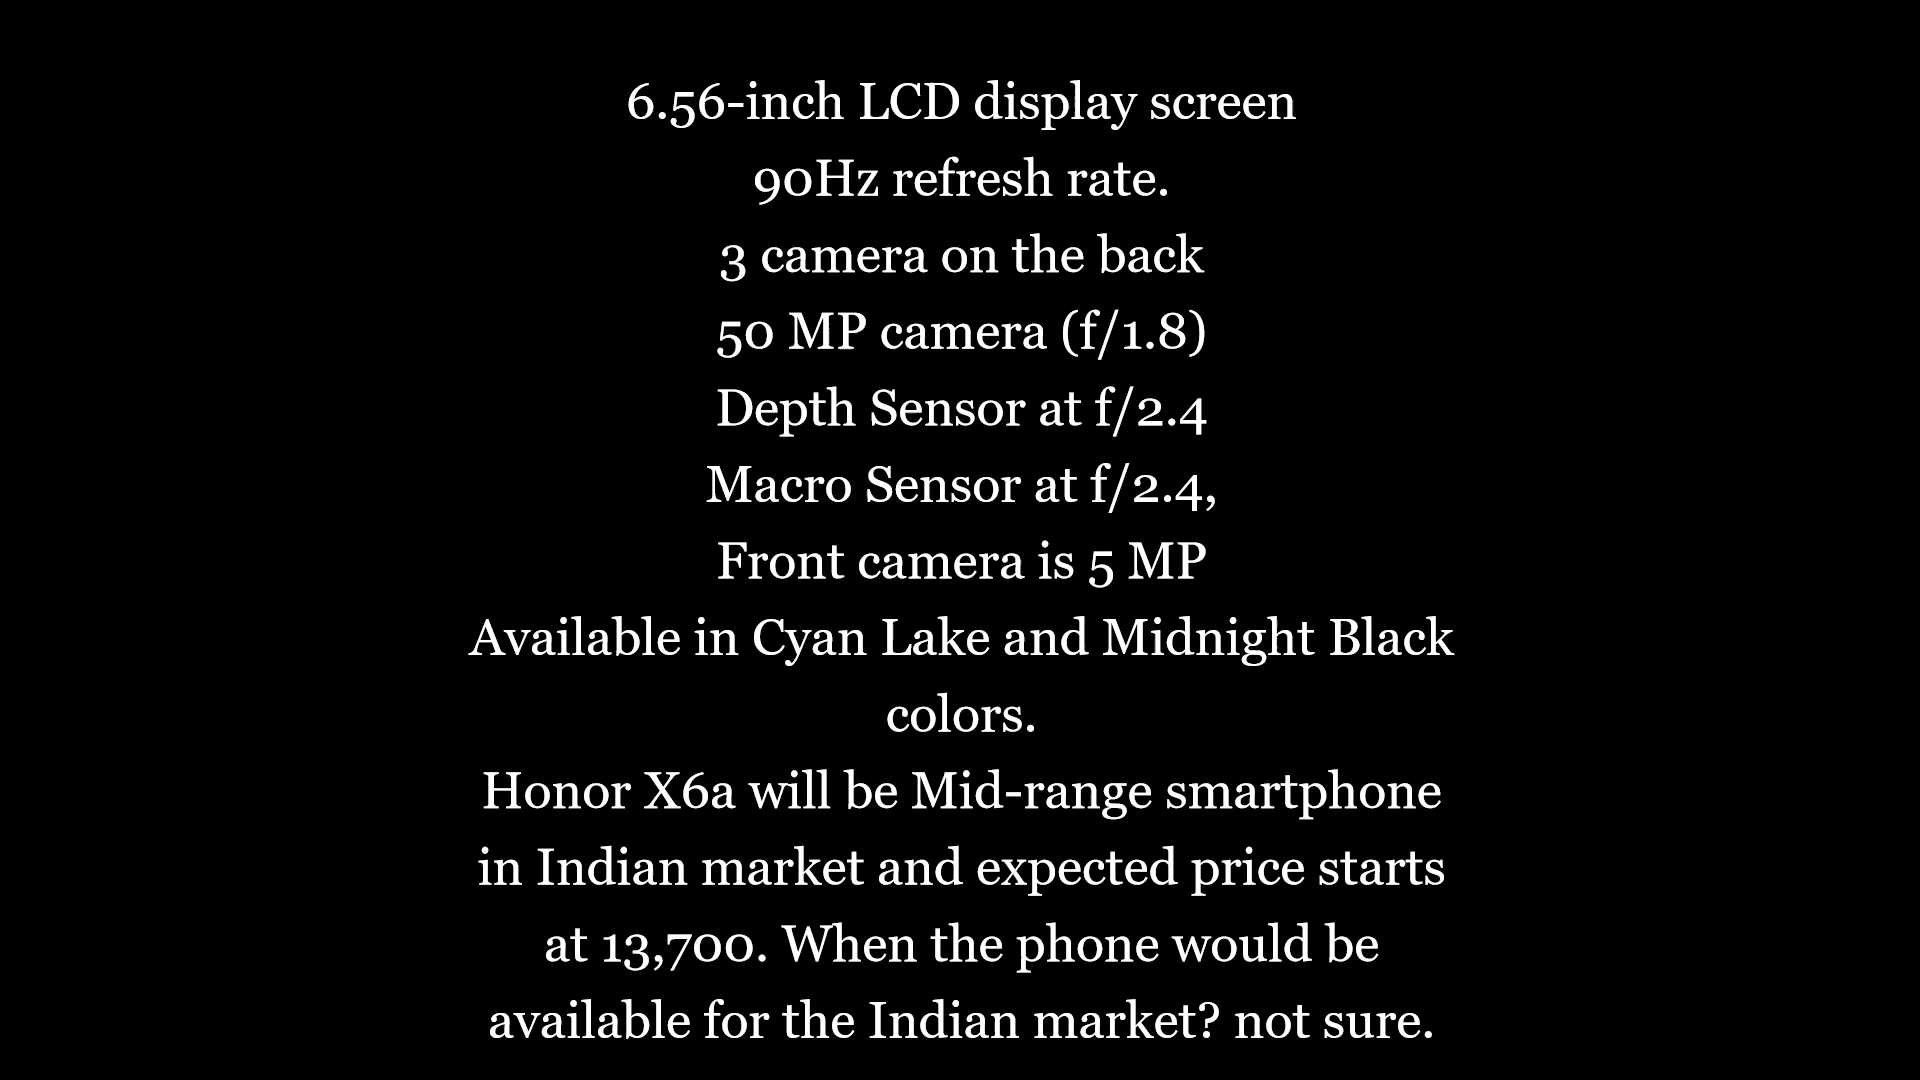 6.56-inch LCD display screen
90Hz refresh rate.
3 camera on the back
50 MP camera (f/1.8)
Depth Sensor at f/2.4
Macro Sensor at f/2.4,
Front camera is 5 MP
Available in Cyan Lake and Midnight Black
colors.
Honor X6a will be Mid-range smartphone
in Indian market and expected price starts
at 13,700. When the phone would be
available for the Indian market? not sure.